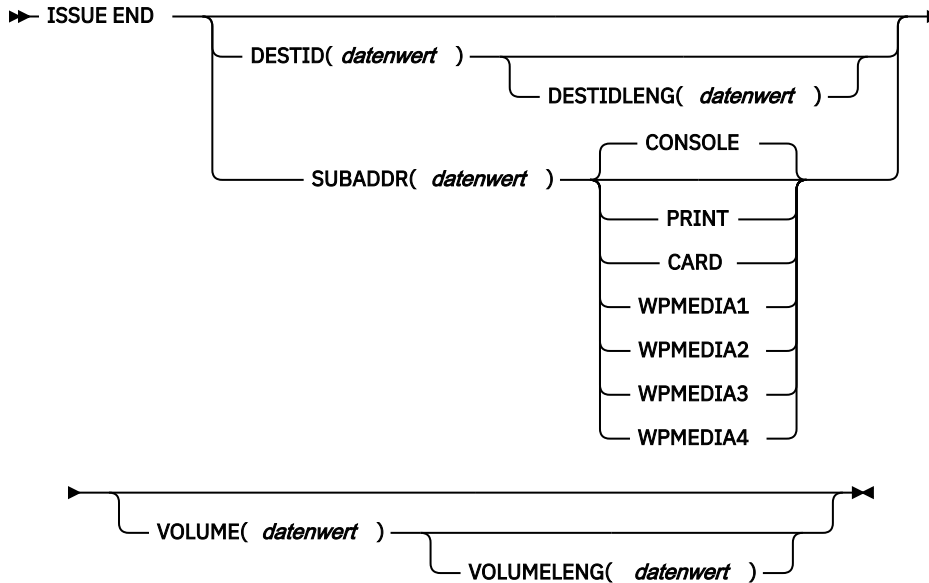 ISSUE END
DESTID( datenwert )
DESTIDLENG( datenwert )
SUBADDR( datenwert )
CONSOLE
PRINT
CARD
WPMEDIA1
WPMEDIA2
WPMEDIA3
WPMEDIA4
VOLUME( datenwert )
VOLUMELENG( datenwert )